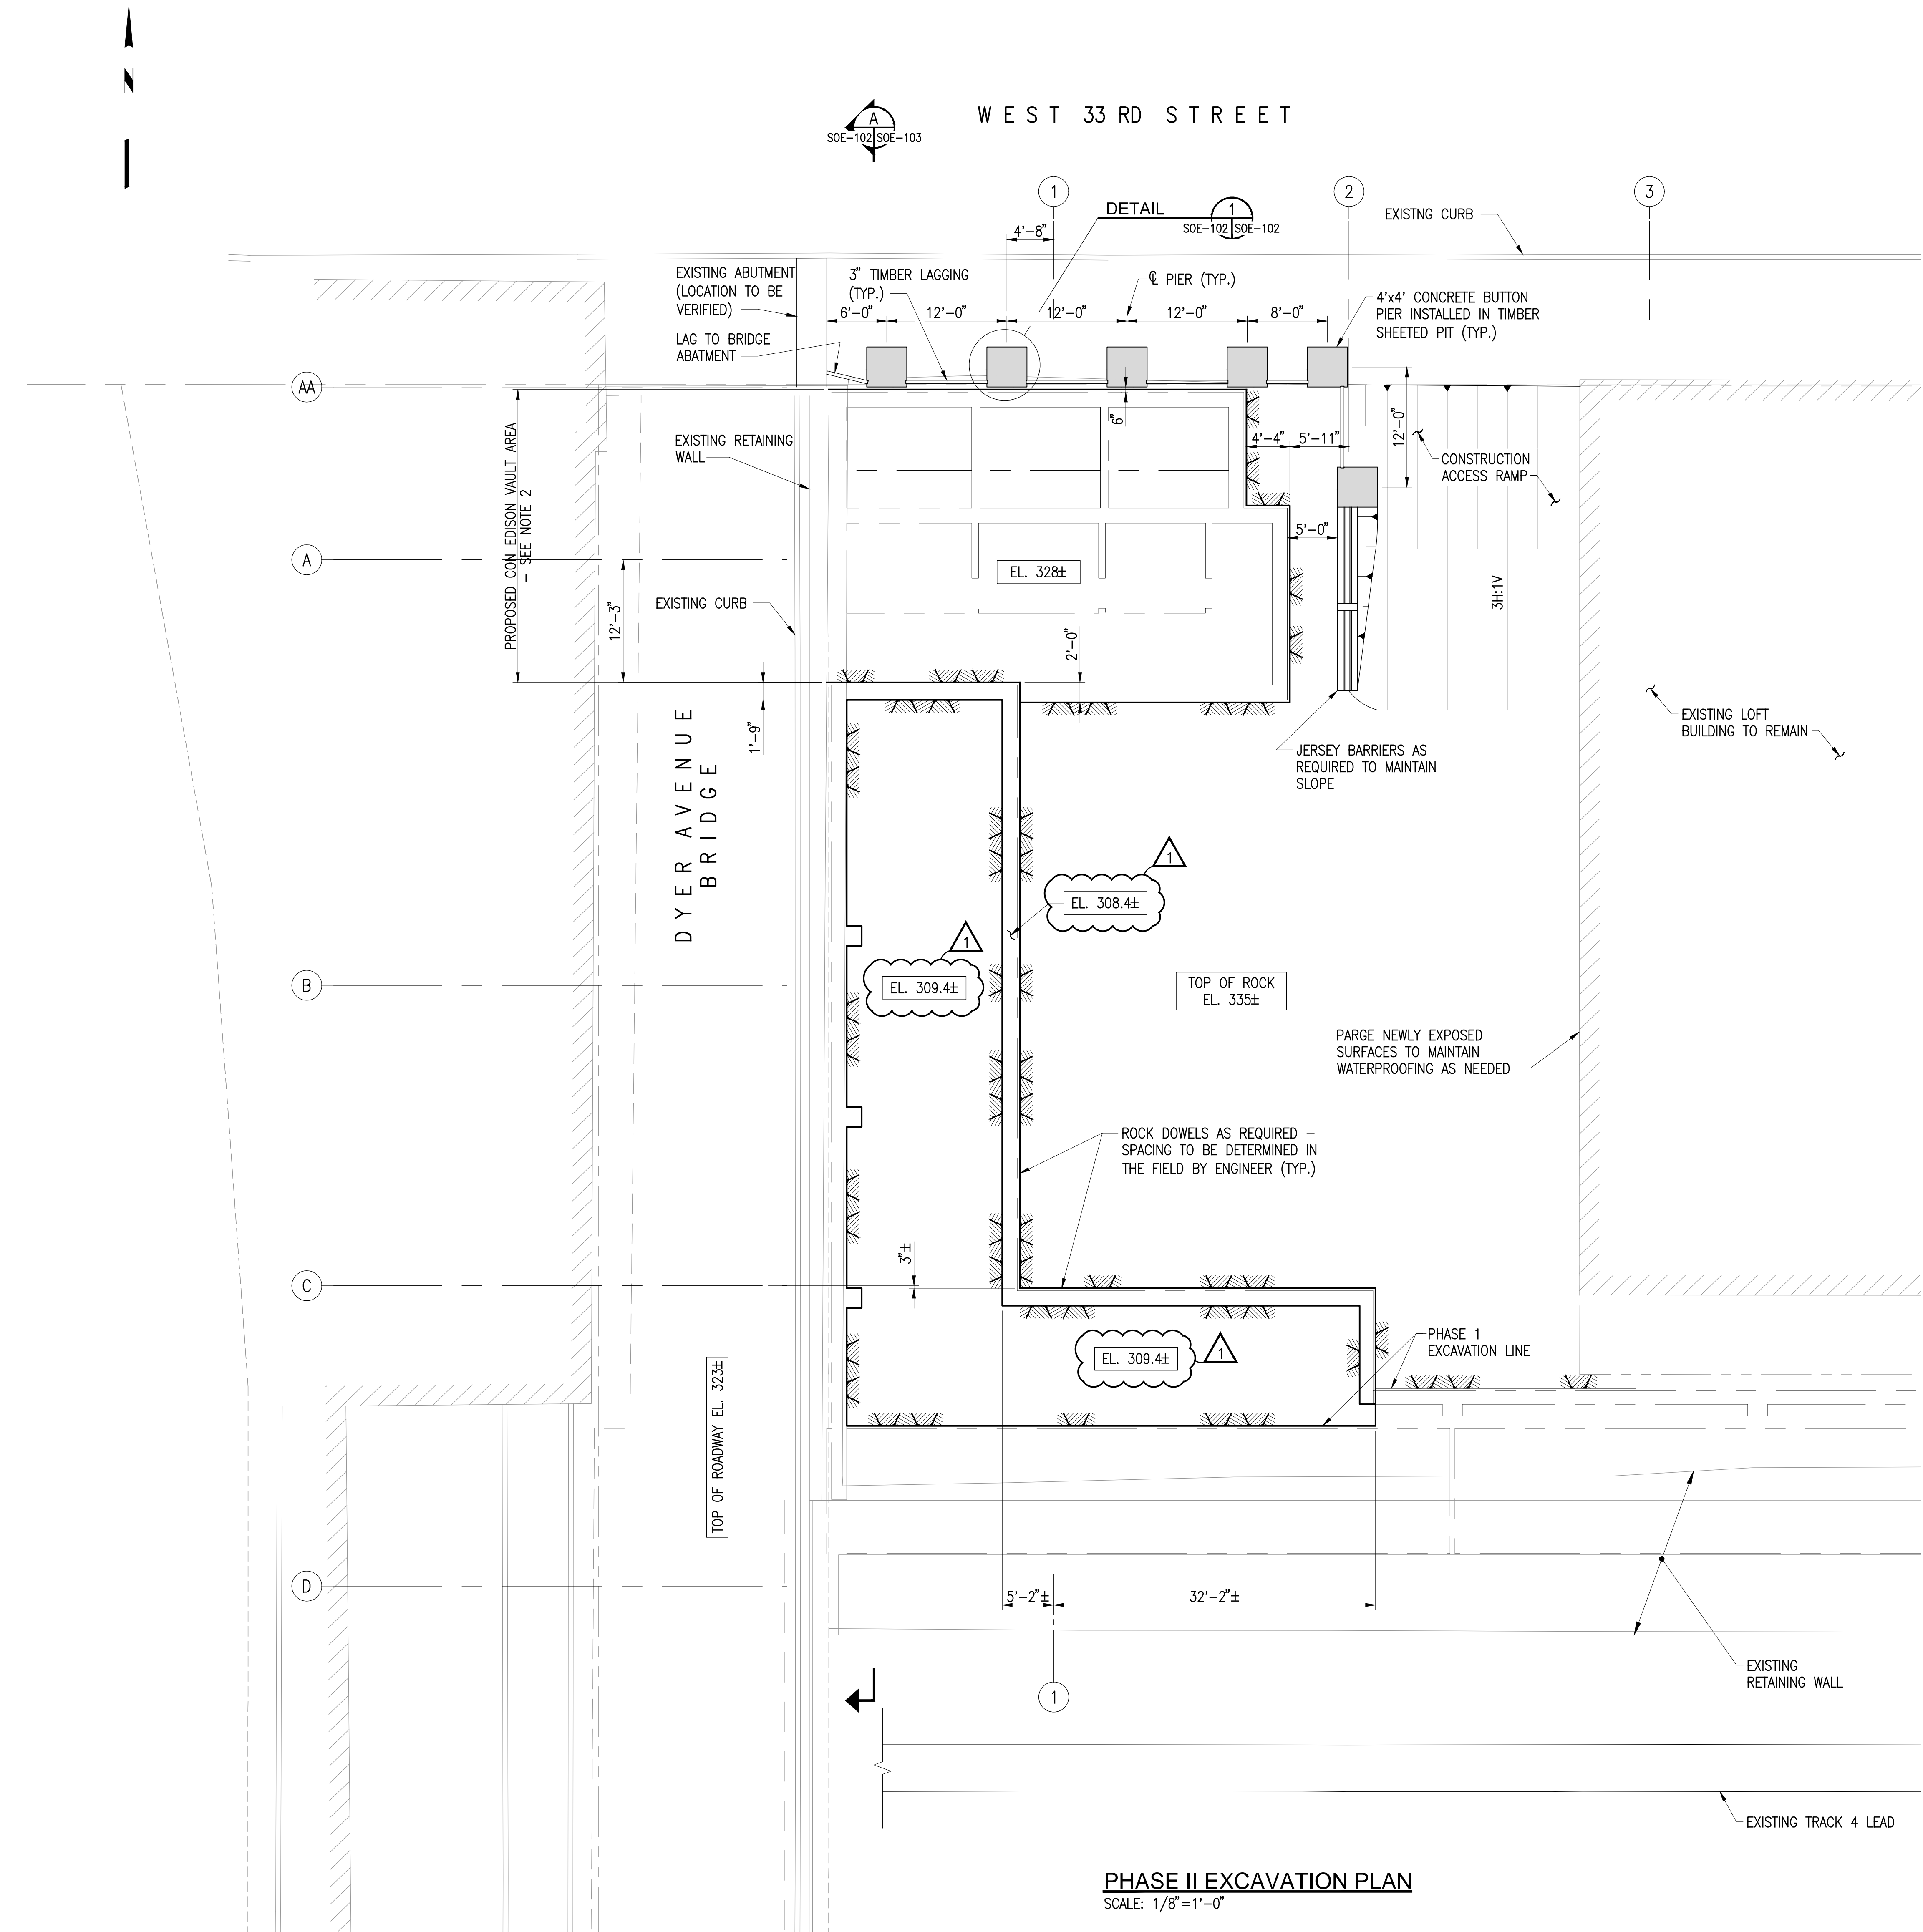 N
A
SOE-102 SOE-103
WEST 33 RD STREET
1
2
3
DETAIL
1
SOE-102 SOE-102
EXISTNG CURB
4'-8"
EXISTING ABUTMENT
(LOCATION TO BE
VERIFIED)
3" TIMBER LAGGING
(TYP.)
℄ PIER (TYP.)
4'x4' CONCRETE BUTTON
PIER INSTALLED IN TIMBER
SHEETED PIT (TYP.)
6'-0"
12'-0"
12'-0"
12'-0"
8'-0"
LAG TO BRIDGE
ABATMENT
AA
6"
12'-0"
EXISTING RETAINING
WALL
4'-4"
5'-11"
CONSTRUCTION
ACCESS RAMP
PROPOSED CON EDISON VAULT AREA
- SEE NOTE 2
5'-0"
A
EL. 328±
12'-3"
EXISTING CURB
3H:1V
2'-0"
1'-9"
DYER AVENUE
BRIDGE
JERSEY BARRIERS AS
REQUIRED TO MAINTAIN
SLOPE
EXISTING LOFT
BUILDING TO REMAIN
1
EL. 308.4±
1
EL. 309.4±
B
TOP OF ROCK
EL. 335±
PARGE NEWLY EXPOSED
SURFACES TO MAINTAIN
WATERPROOFING AS NEEDED
ROCK DOWELS AS REQUIRED -
SPACING TO BE DETERMINED IN
THE FIELD BY ENGINEER (TYP.)
3"±
C
EL. 309.4±
1
PHASE 1
EXCAVATION LINE
TOP OF ROADWAY EL. 323±
D
5'-2"±
32'-2"±
EXISTING
RETAINING WALL
1
EXISTING TRACK 4 LEAD
PHASE II EXCAVATION PLAN
SCALE: 1/8"=1'-0"